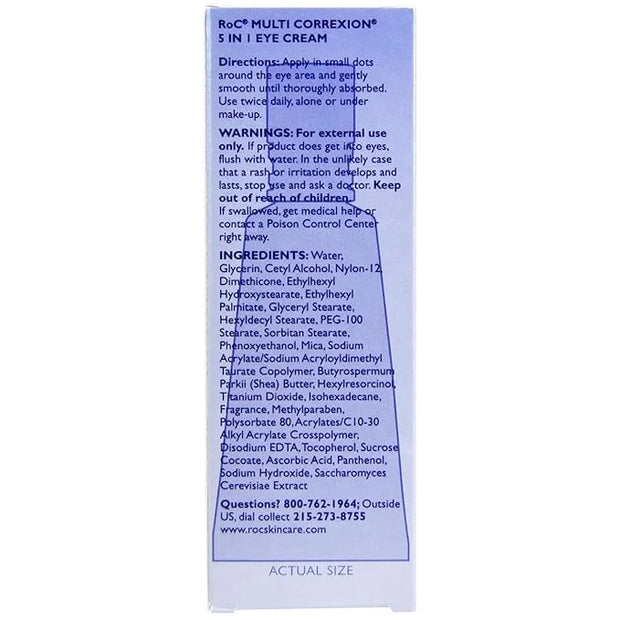 RoC® MULTI CORREXION®
5 IN 1 EYE CREAM
Directions: Apply in small dots
around the eye area and gently
smooth until thoroughly absorbed.
Use twice daily, alone or under
make-up.
WARNINGS: For external use
only. If product does get into eyes,
flush with water. In the unlikely case
that a rash or irritation develops and
lasts, stop use and ask a doctor. Keep
out of reach of children.
If swallowed, get medical help or
contact a Poison Control Center
right away.
INGREDIENTS: Water,
Glycerin, Cetyl Alcohol, Nylon-12,
Dimethicone, Ethylhexyl
Hydroxystearate, Ethylhexyl
Palmitate, Glyceryl Stearate,
Hexyldecyl Stearate, PEG-100
Stearate, Sorbitan Stearate,
Phenoxyethanol, Mica, Sodium
Acrylate/Sodium Acryloyldimethyl
Taurate Copolymer, Butyrospermum
Parkii (Shea) Butter, Hexylresorcinol,
Titanium Dioxide, Isohexadecane,
Fragrance, Methylparaben,
Polysorbate 80, Acrylates/C10-30
Alkyl Acrylate Crosspolymer,
Disodium EDTA, Tocopherol, Sucrose
Cocoate, Ascorbic Acid, Panthenol,
Sodium Hydroxide, Saccharomyces
Cerevisiae Extract
Questions? 800-762-1964; Outside
US, dial collect 215-273-8755
www.rocskincare.com
ACTUAL SIZE